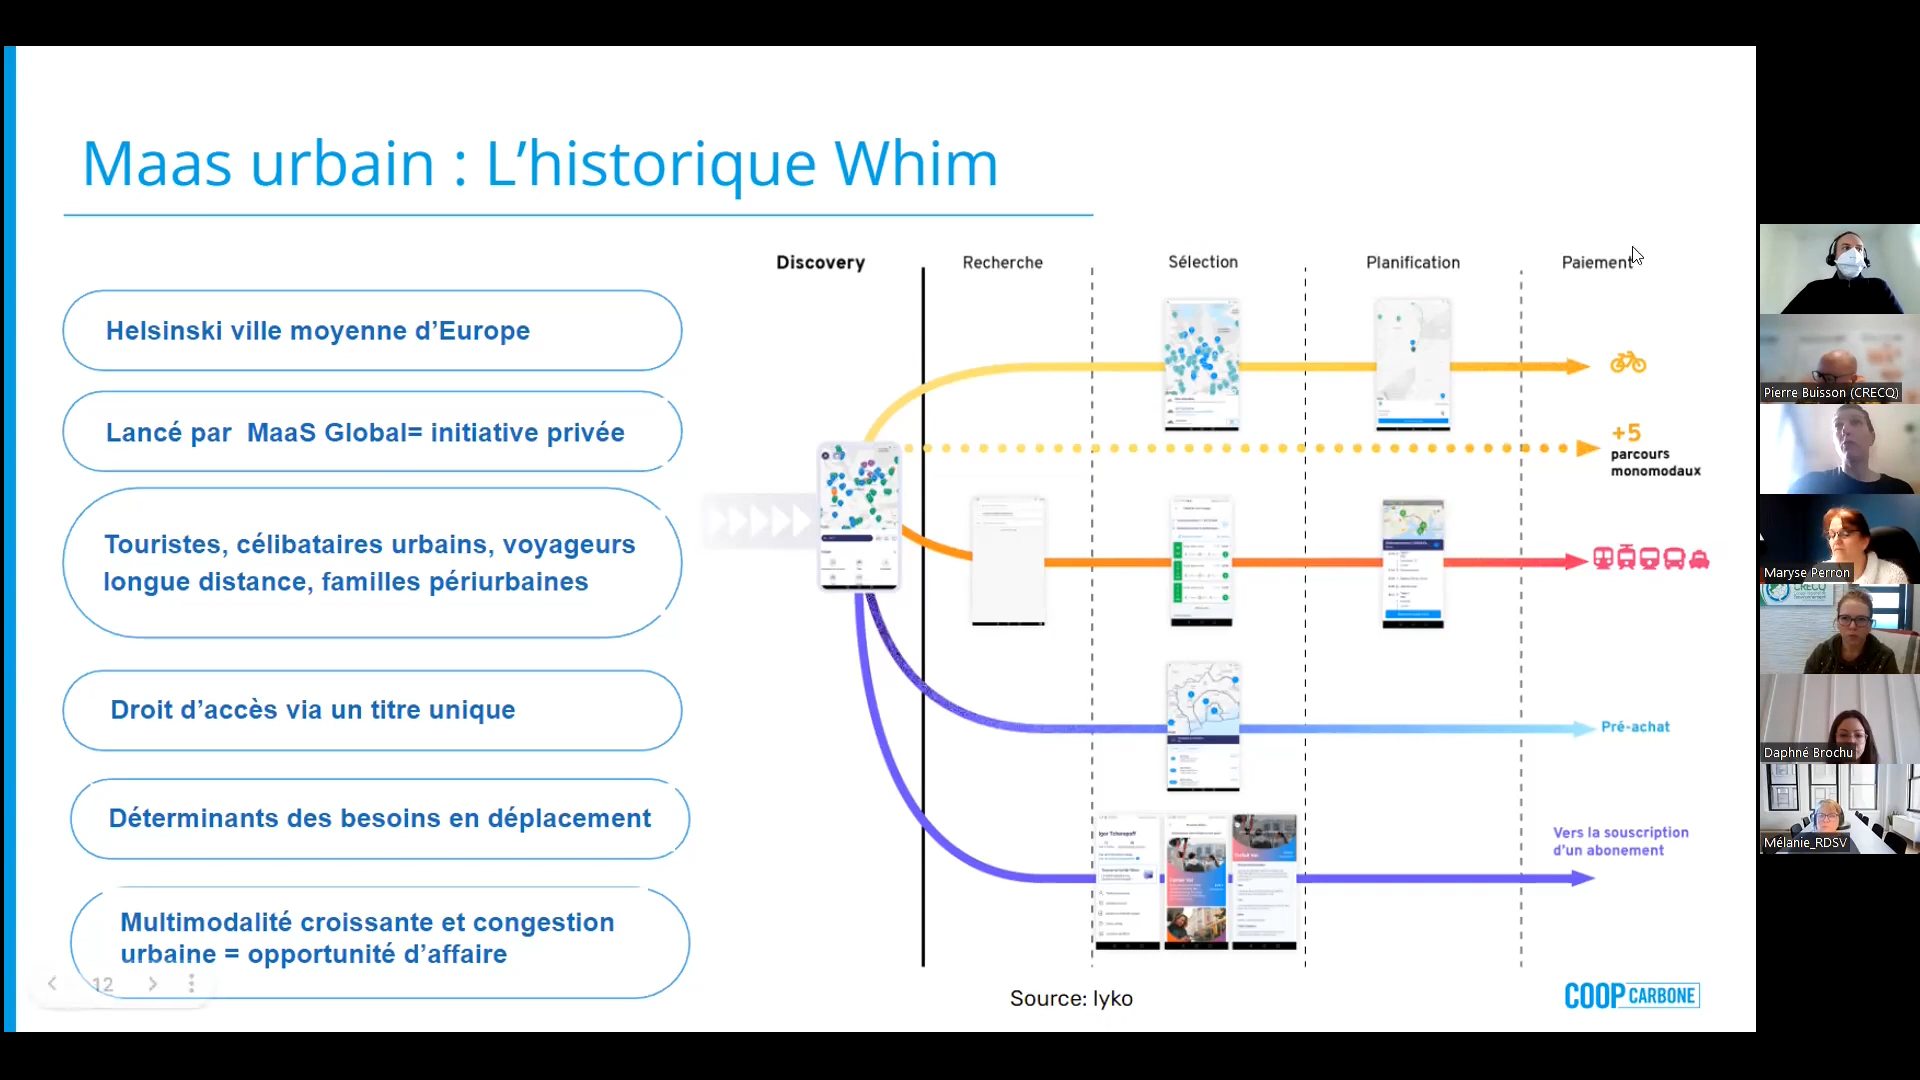 Maas urbain : L’historique Whim
Helsinski ville moyenne d’Europe
Lancé par MaaS Global= initiative privée
Touristes, célibataires urbains, voyageurs
longue distance, familles périurbaines
Droit d’accès via un titre unique
Déterminants des besoins en déplacement
Multimodalité croissante et congestion
urbaine = opportunité d’affaire
12
Discovery
Recherche
Sélection
Planification
Paiement
+5
parcours
monomodaux
Pré-achat
Vers la souscription
d’un abonement
Source: Iyko
COOP CARBONE
Pierre Buisson (CRECQ)
Maryse Perron
CRECQ
Daphné Brochu
Mélanie_RDSV